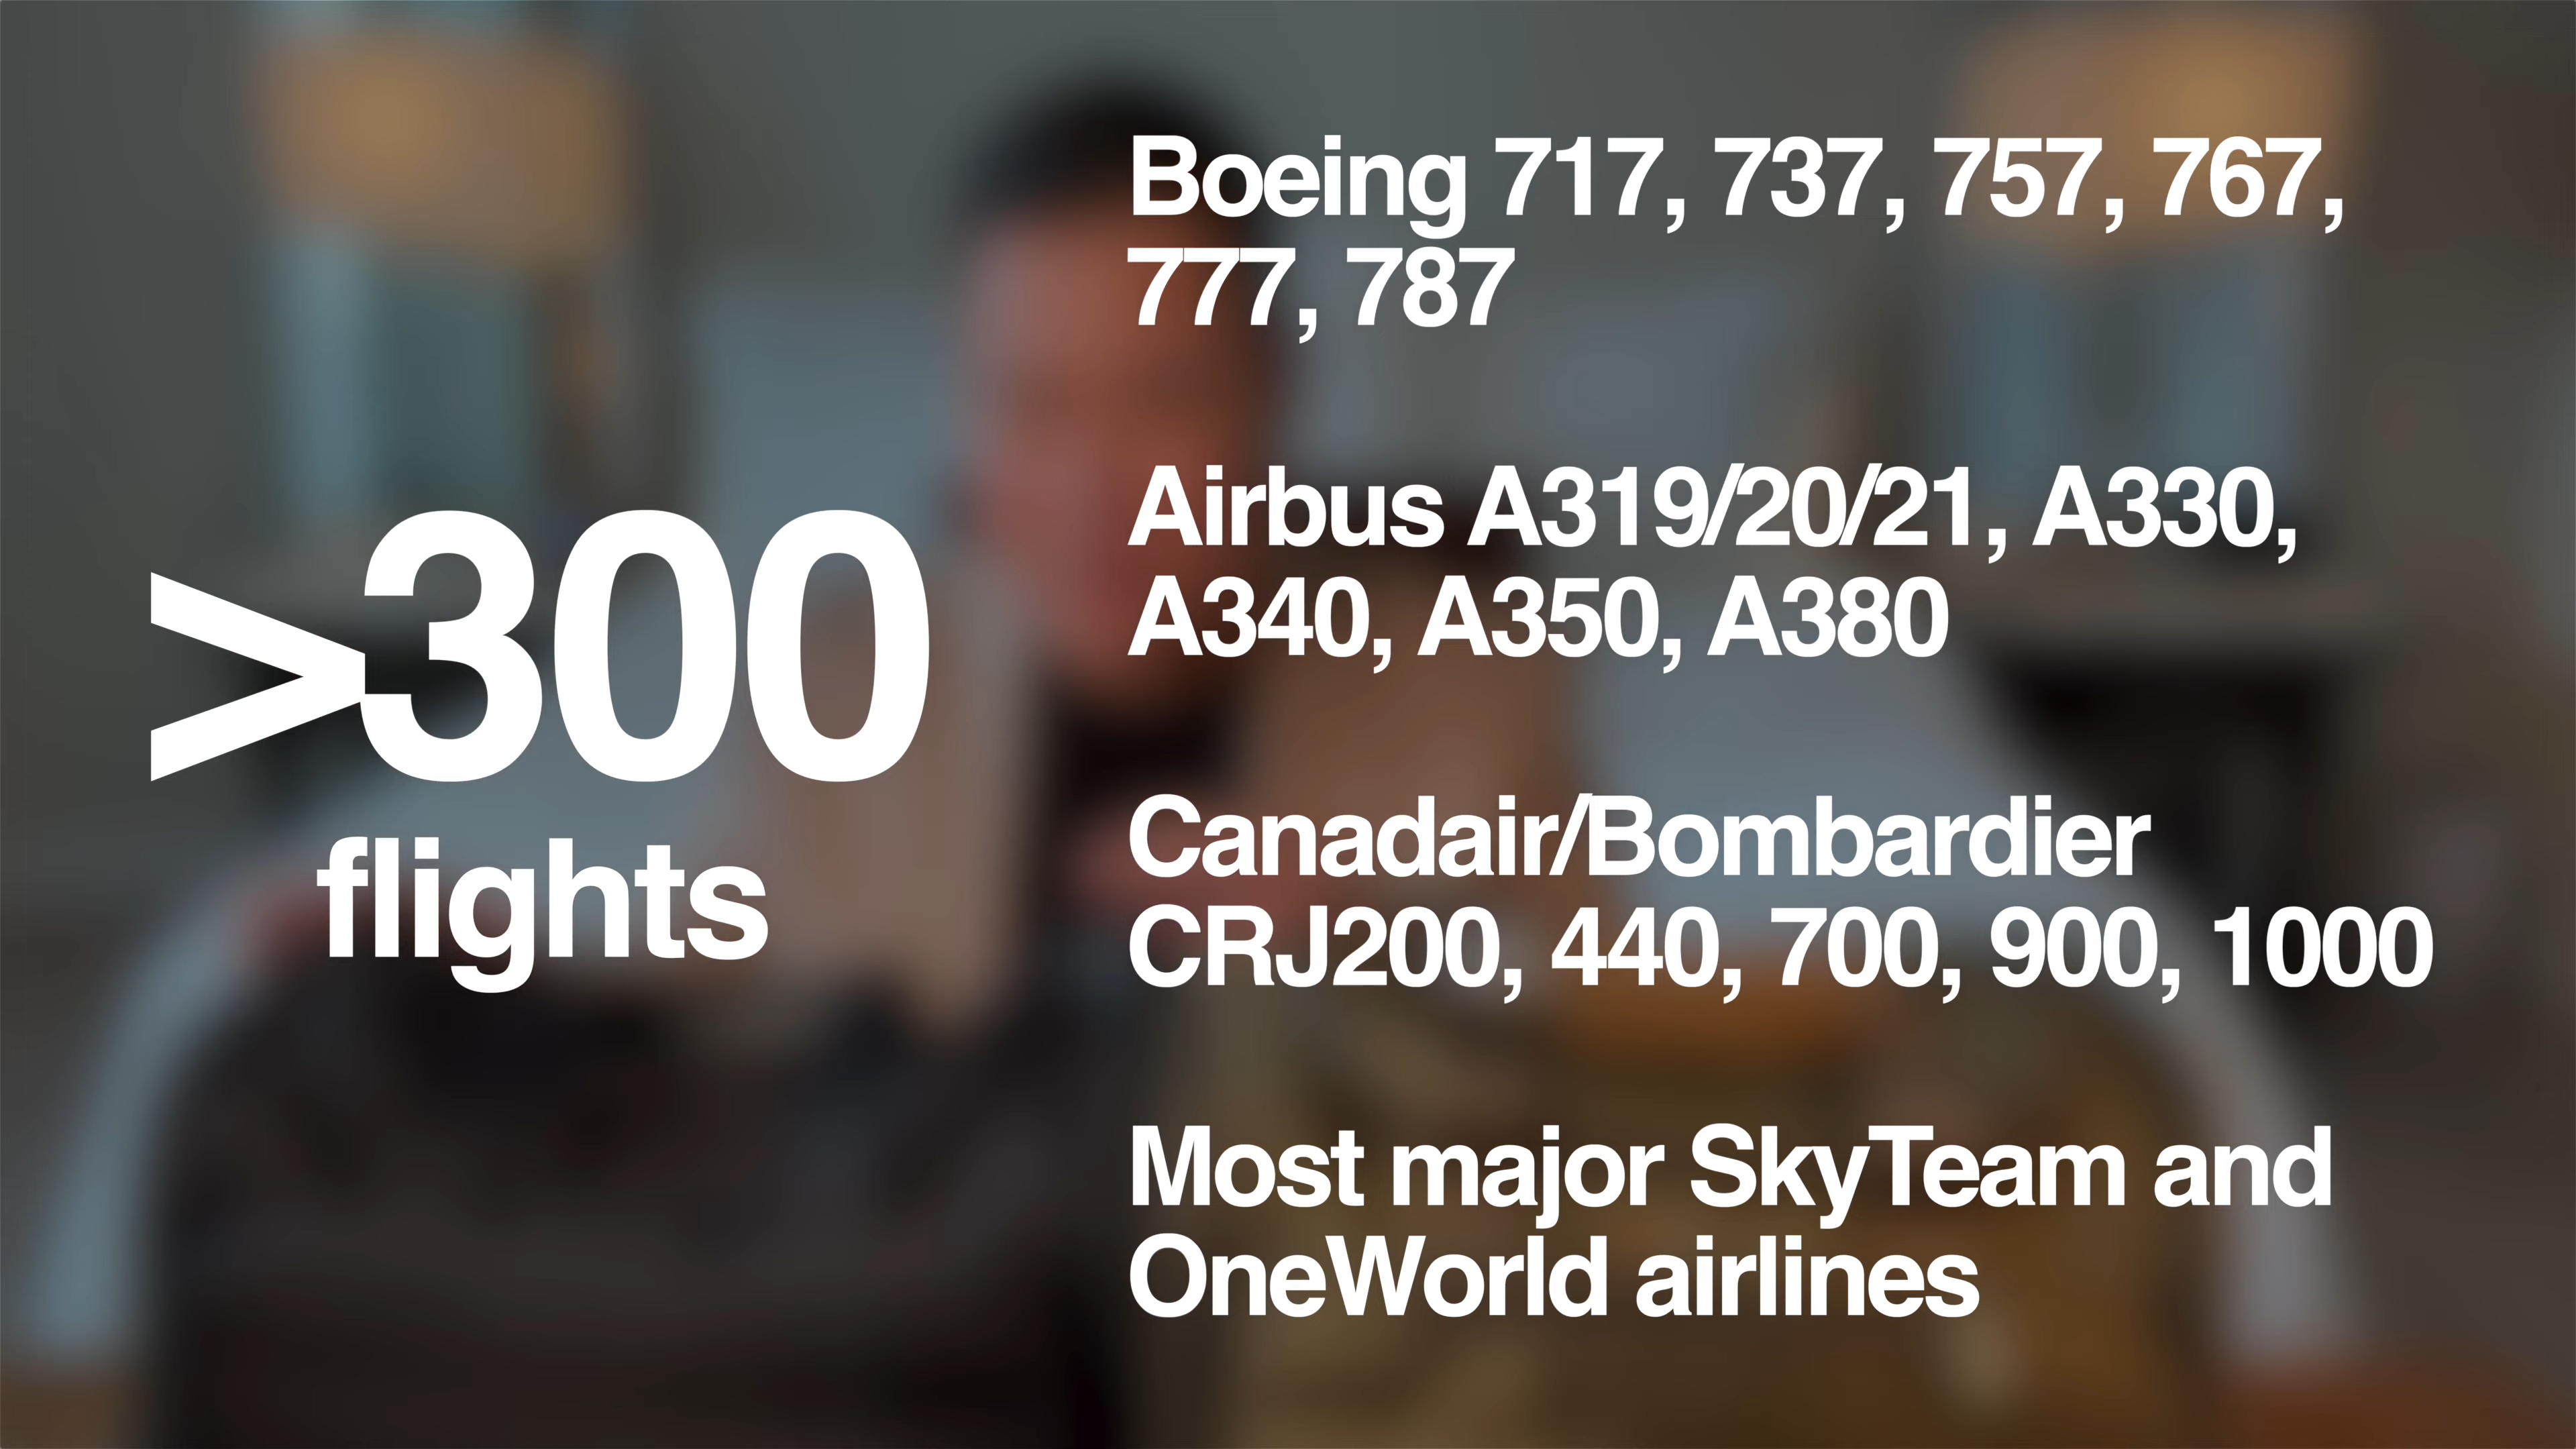 >300
flights
Boeing 717, 737, 757, 767,
777, 787
Airbus A319/20/21, A330,
A340, A350, A380
Canadair/Bombardier
CRJ200, 440, 700, 900, 1000
Most major SkyTeam and
OneWorld airlines